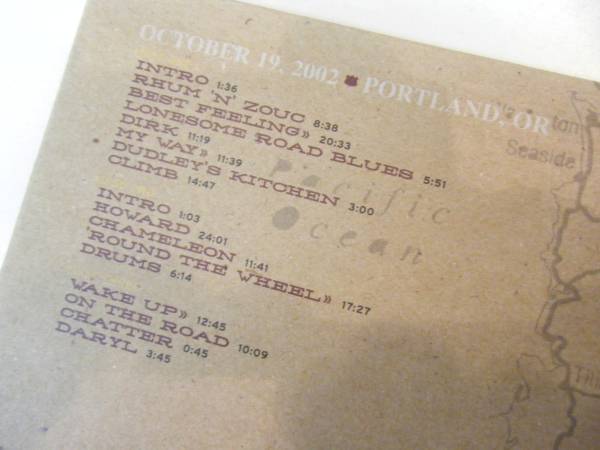 OCTOBER 19, 2002 PORTLAND, OR
INTRO 1:36
RHUM 'N' ZOUC 8:38
BEST FEELING» 20:33
LONESOME ROAD BLUES 5:51
DIRK 11:19
MY WAY» 11:39
DUDLEY'S KITCHEN 3:00
CLIMB 14:47
INTRO 1:03
HOWARD 24:01
CHAMELEON 11:41
'ROUND THE WHEEL» 17:27
DRUMS 6:14
WAKE UP» 12:45
ON THE ROAD 10:09
CHATTER 0:45
DARYL 3:45
Pacific
Ocean
Seaside